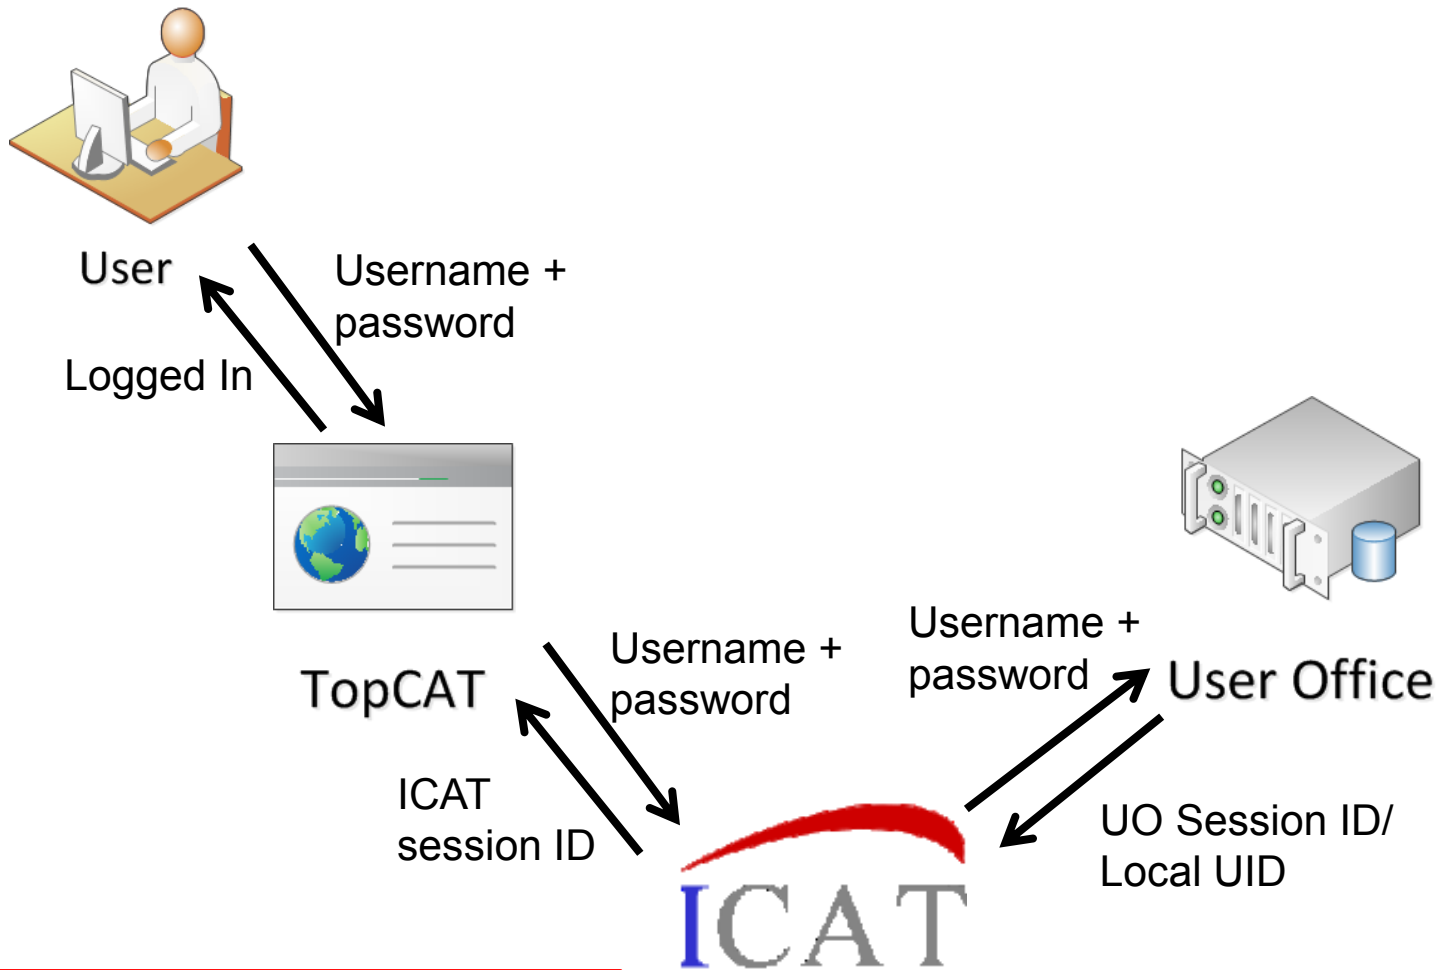 User
Username +
password
Logged In
TopCAT
Username +
password
ICAT
session ID
Username +
password
User Office
UO Session ID/
Local UID
ICAT